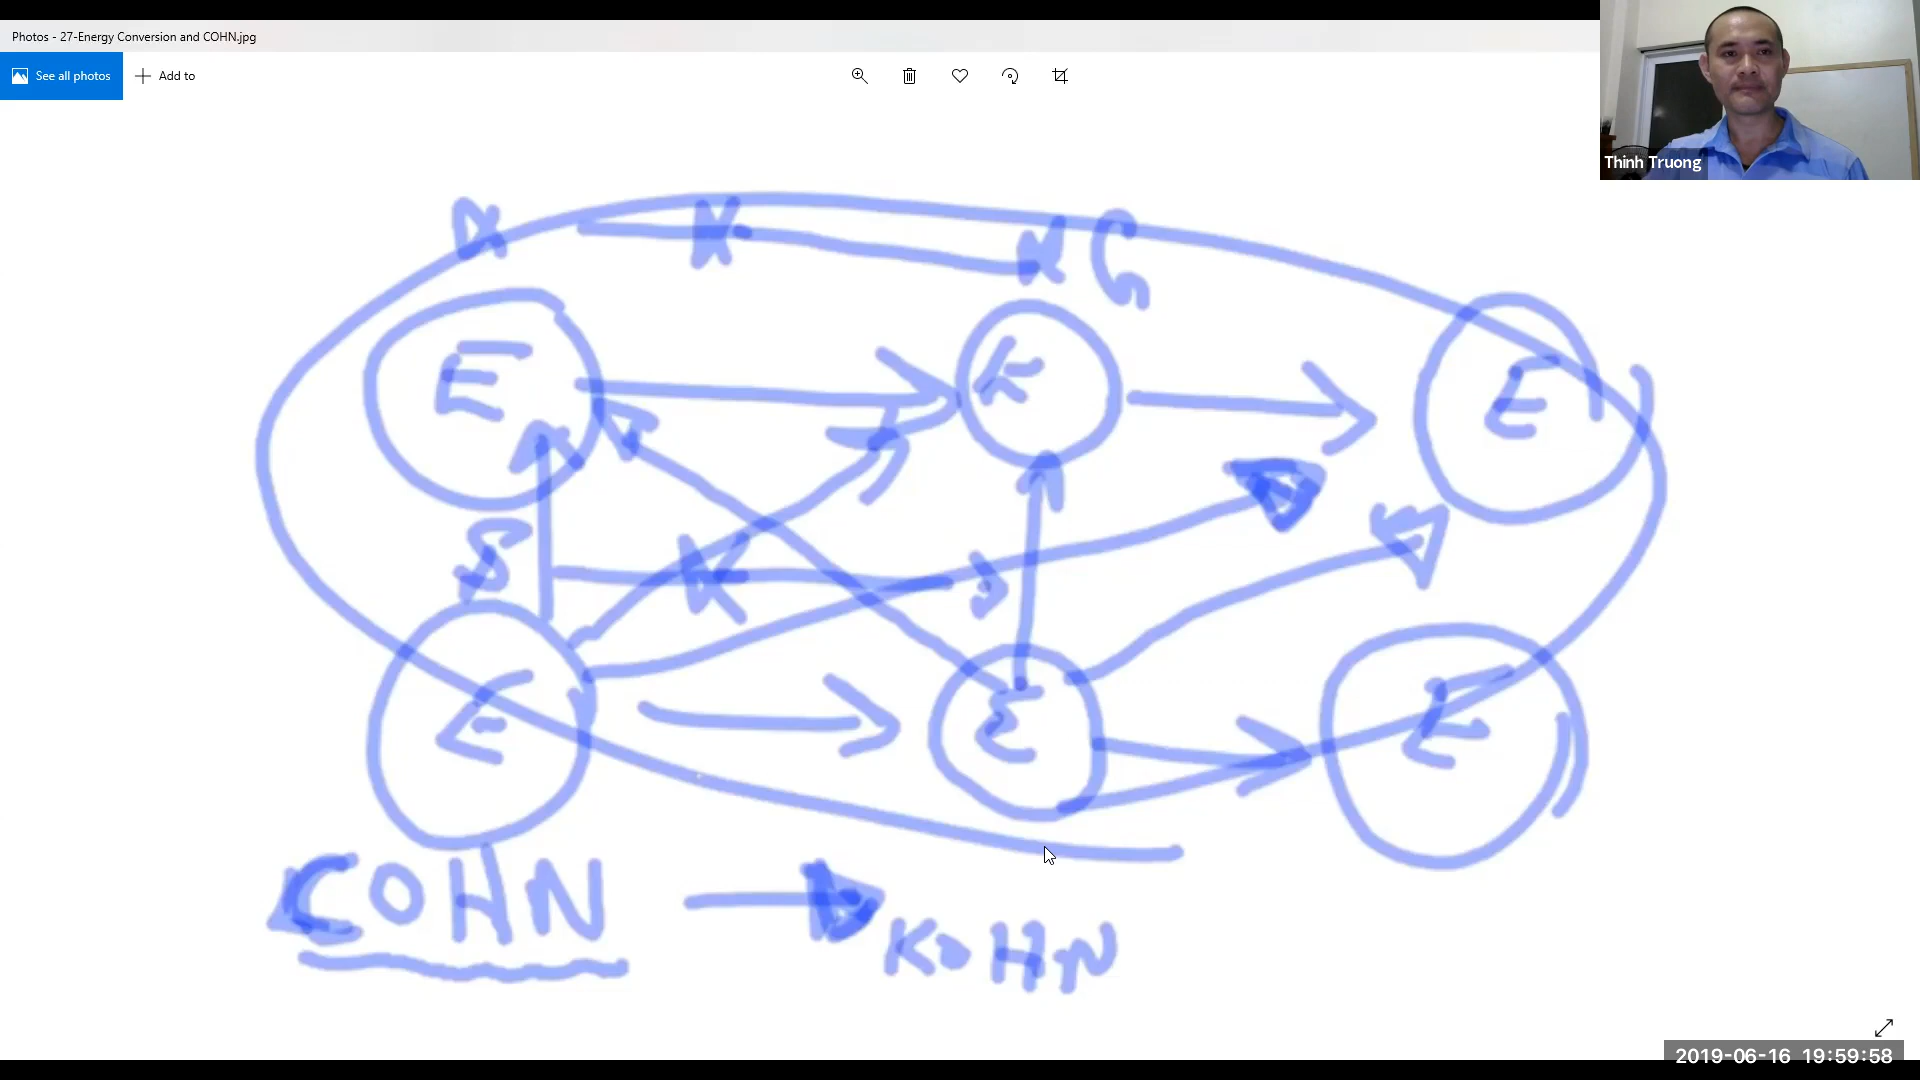 Photos - 27-Energy Conversion and COHN.jpg
See all photos
Add to
Thinh Truong
K
E
K
E
S
K
E
E
E
COHN
KOHN
2019-06-16 19:59:58